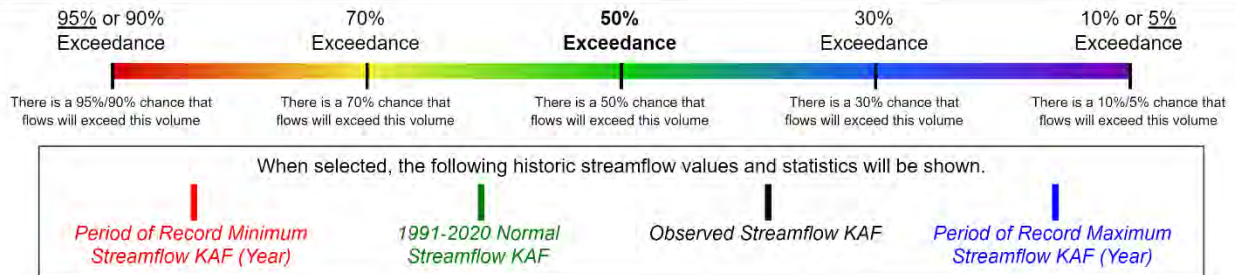 95% or 90% 70% 50% 30% 10% or 5%
Exceedance Exceedance Exceedance Exceedance Exceedance
There is a 95%/90% chance that There is a 70% chance that There is a 50% chance that There is a 30% chance that There is a 10%/5% chance that
flows will exceed this volume flows will exceed this volume flows will exceed this volume flows will exceed this volume flows will exceed this volume
When selected, the following historic streamflow values and statistics will be shown.
Period of Record Minimum 1991-2020 Normal Observed Streamflow KAF Period of Record Maximum
Streamflow KAF (Year) Streamflow KAF Streamflow KAF (Year)